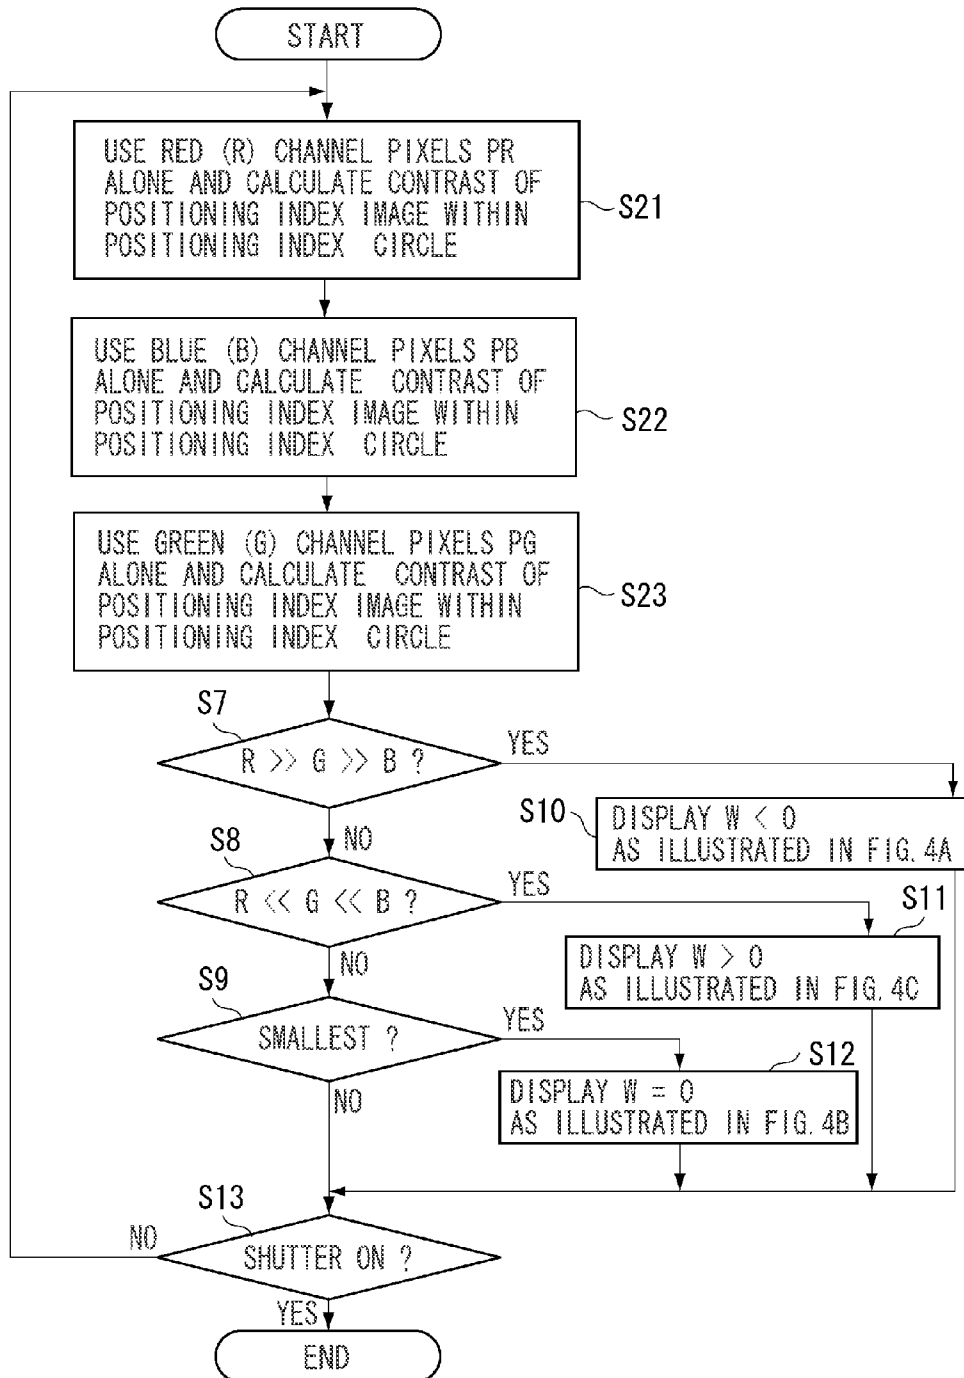 START
USE RED (R) CHANNEL PIXELS PR
ALONE AND CALCULATE CONTRAST OF
POSITIONING INDEX IMAGE WITHIN
POSITIONING INDEX CIRCLE
S21
USE BLUE (B) CHANNEL PIXELS PB
ALONE AND CALCULATE CONTRAST OF
POSITIONING INDEX IMAGE WITHIN
POSITIONING INDEX CIRCLE
S22
USE GREEN (G) CHANNEL PIXELS PG
ALONE AND CALCULATE CONTRAST OF
POSITIONING INDEX IMAGE WITHIN
POSITIONING INDEX CIRCLE
S23
S7
R >> G >> B ?
YES
NO
S10
DISPLAY W < 0
AS ILLUSTRATED IN FIG. 4A
S8
R << G << B ?
YES
NO
S11
DISPLAY W > 0
AS ILLUSTRATED IN FIG. 4C
S9
SMALLEST ?
YES
NO
S12
DISPLAY W = 0
AS ILLUSTRATED IN FIG. 4B
S13
SHUTTER ON ?
NO
YES
END